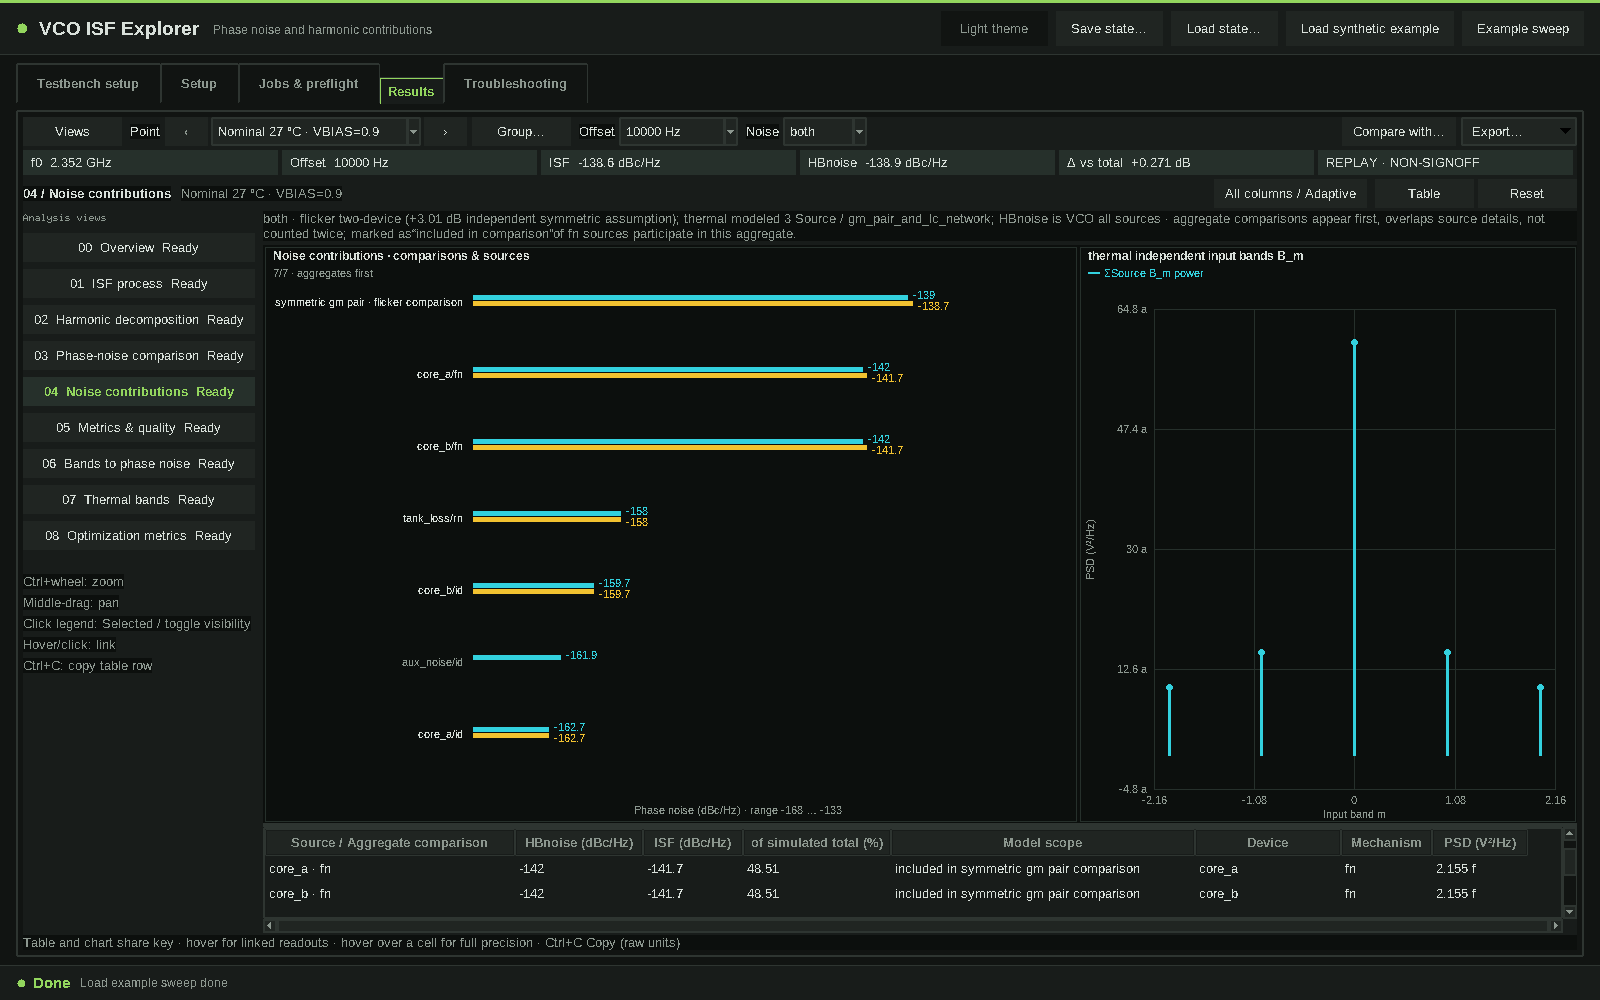 VCO ISF Explorer Phase noise and harmonic contributions
Light theme Save state... Load state... Load synthetic example Example sweep
Testbench setup Setup Jobs & preflight Results Troubleshooting
Views Point ‹ Nominal 27 °C · VBIAS=0.9 › Group... Offset 10000 Hz Noise both Compare with... Export...
f0 2.352 GHz Offset 10000 Hz ISF -138.6 dBc/Hz HBnoise -138.9 dBc/Hz Δ vs total +0.271 dB REPLAY · NON-SIGNOFF
04 / Noise contributions Nominal 27 °C · VBIAS=0.9 All columns / Adaptive Table Reset
Analysis views
00 Overview Ready
01 ISF process Ready
02 Harmonic decomposition Ready
03 Phase-noise comparison Ready
04 Noise contributions Ready
05 Metrics & quality Ready
06 Bands to phase noise Ready
07 Thermal bands Ready
08 Optimization metrics Ready
Ctrl+wheel: zoom
Middle-drag: pan
Click legend: Selected / toggle visibility
Hover/click: link
Ctrl+C: copy table row
both · flicker two-device (+3.01 dB independent symmetric assumption); thermal modeled 3 Source / gm_pair_and_lc_network; HBnoise is VCO all sources · aggregate comparisons appear first, overlaps source details, not
counted twice; marked as"included in comparison"of fn sources participate in this aggregate.
Noise contributions · comparisons & sources
7/7 · aggregates first
symmetric gm pair · flicker comparison -139
-138.7
core_a/fn -142
-141.7
core_b/fn -142
-141.7
tank_loss/rn -158
-158
core_b/id -159.7
-159.7
aux_noise/id -161.9
core_a/id -162.7
-162.7
Phase noise (dBc/Hz) · range -168 ... -133
thermal independent input bands B_m
ΣSource B_m power
64.8 a
47.4 a
30 a
12.6 a
-4.8 a
PSD (V²/Hz)
-2.16 -1.08 0 1.08 2.16
Input band m
Source / Aggregate comparison HBnoise (dBc/Hz) ISF (dBc/Hz) of simulated total (%) Model scope Device Mechanism PSD (V²/Hz)
core_a · fn -142 -141.7 48.51 included in symmetric gm pair comparison core_a fn 2.155 f
core_b · fn -142 -141.7 48.51 included in symmetric gm pair comparison core_b fn 2.155 f
Table and chart share key · hover for linked readouts · hover over a cell for full precision · Ctrl+C Copy (raw units)
Done Load example sweep done